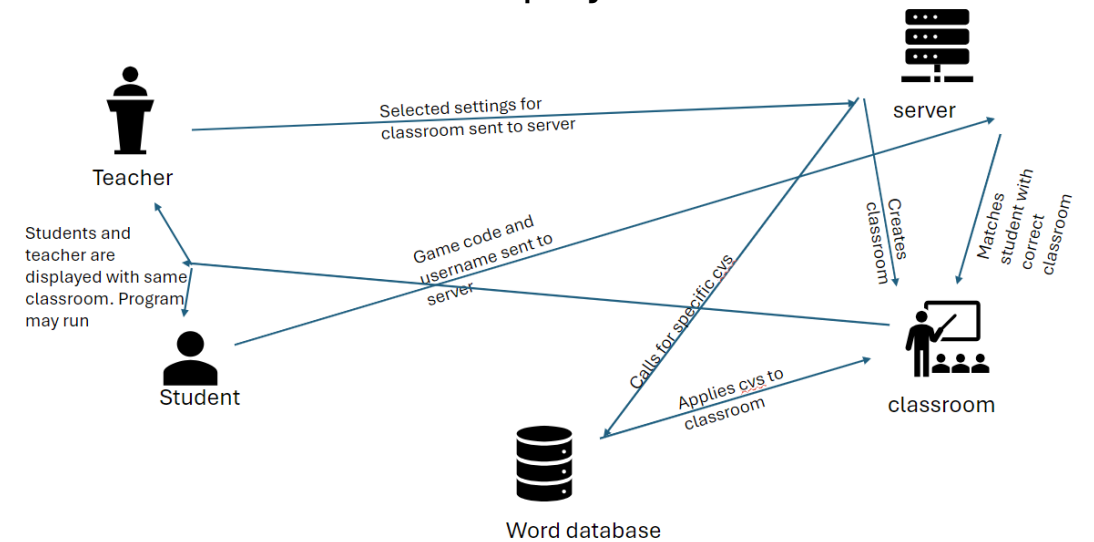 server
Selected settings for
classroom sent to server
Teacher
Students and
teacher are
displayed with same
classroom. Program
may run
Game code and
username sent to
server
Creates
classroom
Matches
student with
correct
classroom
Calls for specific cvs
Applies cvs to
classroom
Student
classroom
Word database